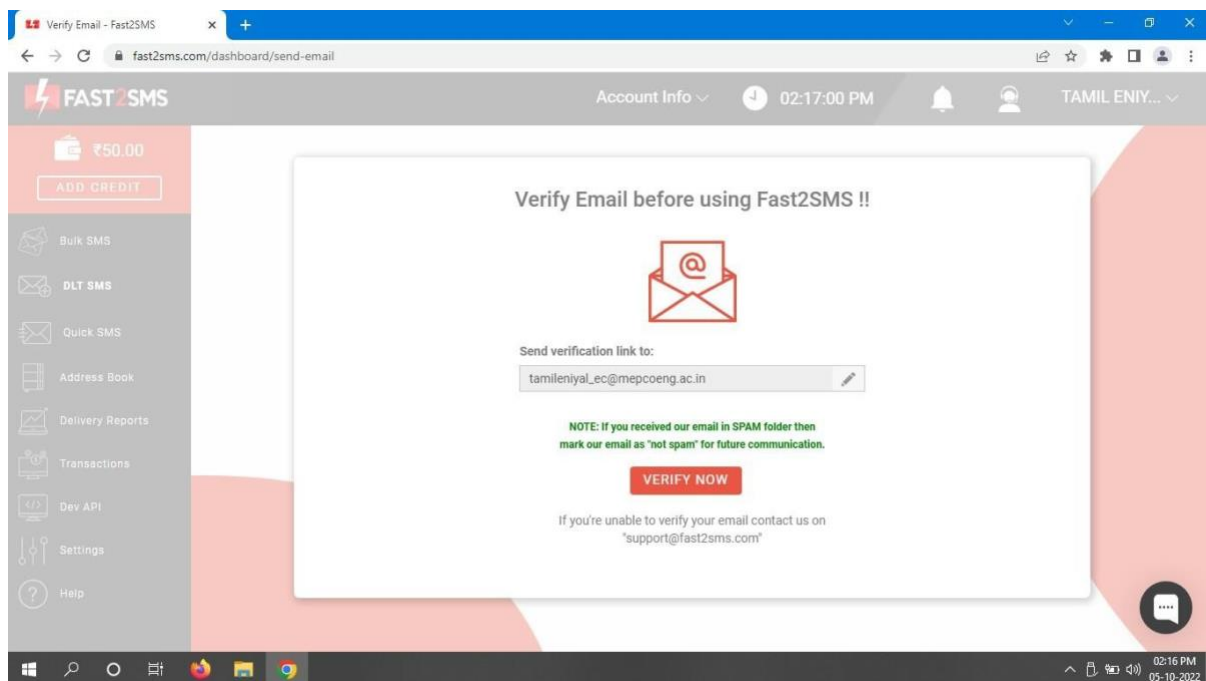 Verify Email - Fast2SMS
fast2sms.com/dashboard/send-email
FAST2SMS
Account Info
02:17:00 PM
TAMIL ENIY...
₹50.00
ADD CREDIT
Bulk SMS
DLT SMS
Quick SMS
Address Book
Delivery Reports
Transactions
Dev API
Settings
Help
Verify Email before using Fast2SMS !!
Send verification link to:
tamileniyal_ec@mepcoeng.ac.in
NOTE: If you received our email in SPAM folder then
mark our email as "not spam" for future communication.
VERIFY NOW
If you're unable to verify your email contact us on
"support@fast2sms.com"
02:16 PM
05-10-2022